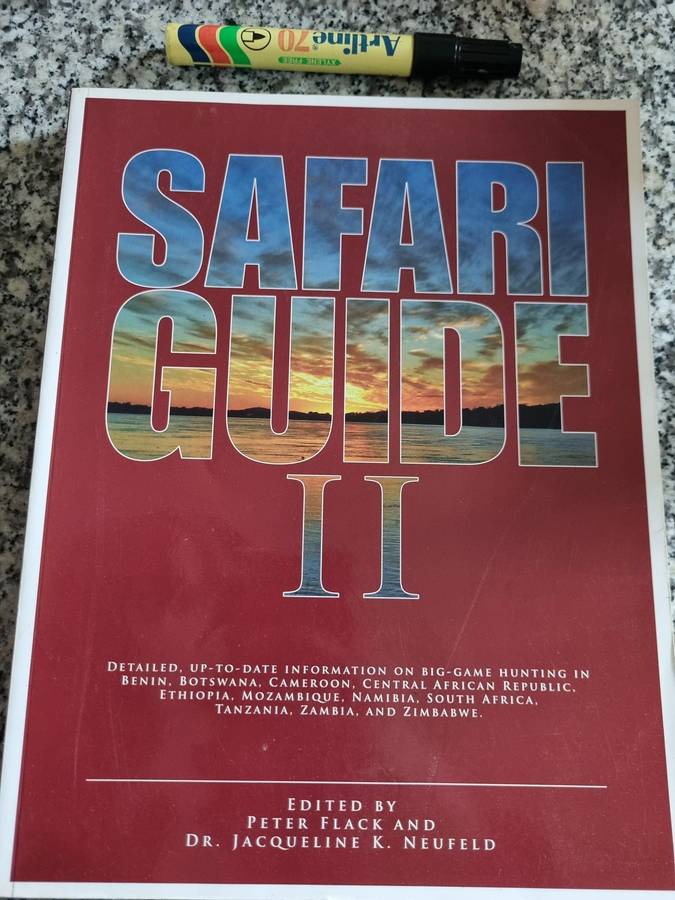 Artline® 70
XYLENE-FREE
SAFARI
GUIDE
II
DETAILED, UP-TO-DATE INFORMATION ON BIG-GAME HUNTING IN
BENIN, BOTSWANA, CAMEROON, CENTRAL AFRICAN REPUBLIC,
ETHIOPIA, MOZAMBIQUE, NAMIBIA, SOUTH AFRICA,
TANZANIA, ZAMBIA, AND ZIMBABWE.
EDITED BY
PETER FLACK AND
DR. JACQUELINE K. NEUFELD